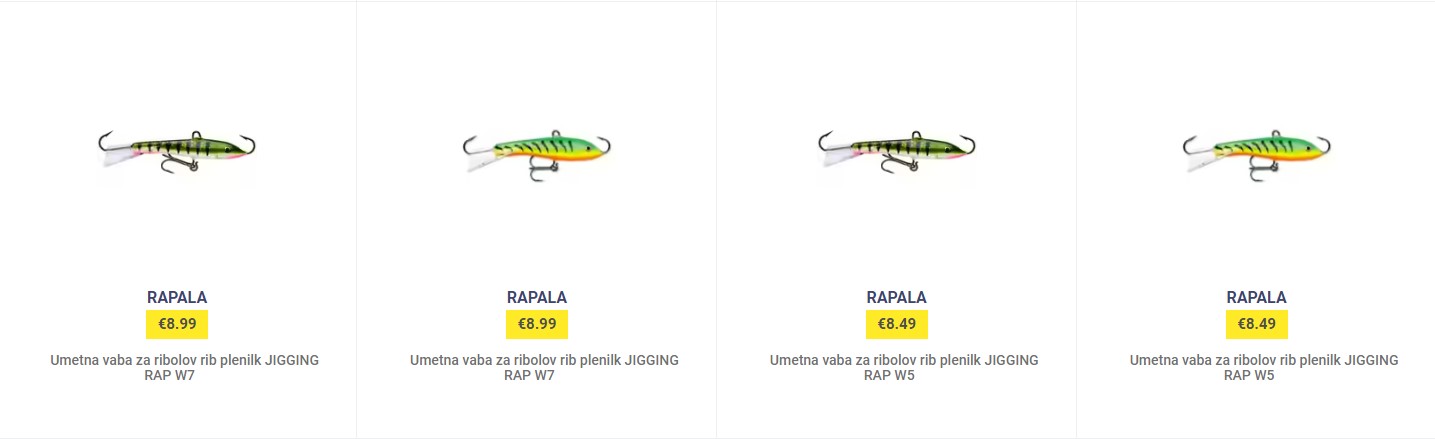 RAPALA
€8.99
Umetna vaba za ribolov rib plenilk JIGGING
RAP W7
RAPALA
€8.99
Umetna vaba za ribolov rib plenilk JIGGING
RAP W7
RAPALA
€8.49
Umetna vaba za ribolov rib plenilk JIGGING
RAP W5
RAPALA
€8.49
Umetna vaba za ribolov rib plenilk JIGGING
RAP W5